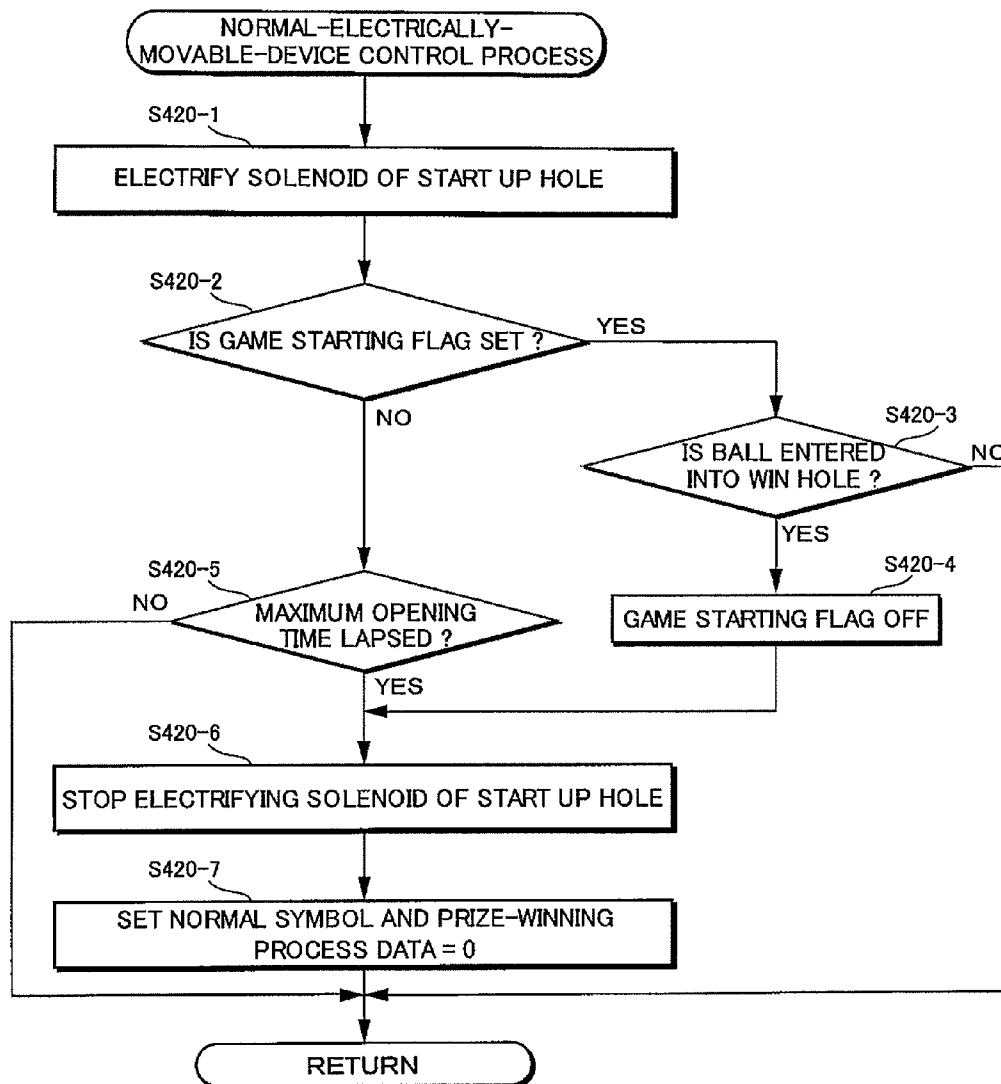 NORMAL-ELECTRICALLY-
MOVABLE-DEVICE CONTROL PROCESS
S420-1
ELECTRIFY SOLENOID OF START UP HOLE
S420-2
IS GAME STARTING FLAG SET ?
YES
NO
S420-3
IS BALL ENTERED
INTO WIN HOLE ?
NO
YES
S420-4
GAME STARTING FLAG OFF
S420-5
NO
MAXIMUM OPENING
TIME LAPSED ?
YES
S420-6
STOP ELECTRIFYING SOLENOID OF START UP HOLE
S420-7
SET NORMAL SYMBOL AND PRIZE-WINNING
PROCESS DATA = 0
RETURN